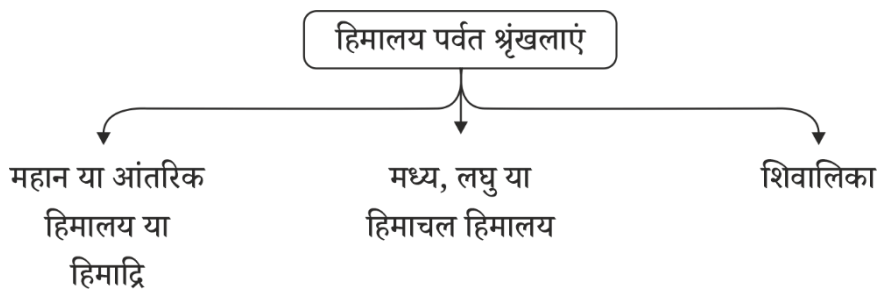 हिमालय पर्वत श्रृंखलाएं
महान या आंतरिक
हिमालय या
हिमाद्रि
मध्य, लघु या
हिमाचल हिमालय
शिवालिका